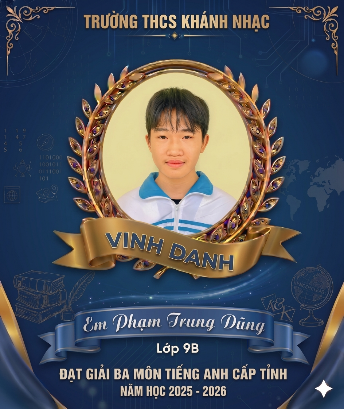 TRƯỜNG THCS KHÁNH NHẠC
VINH DANH
Em Phạm Trung Dũng
Lớp 9B
ĐẠT GIẢI BA MÔN TIẾNG ANH CẤP TỈNH
NĂM HỌC 2025 - 2026